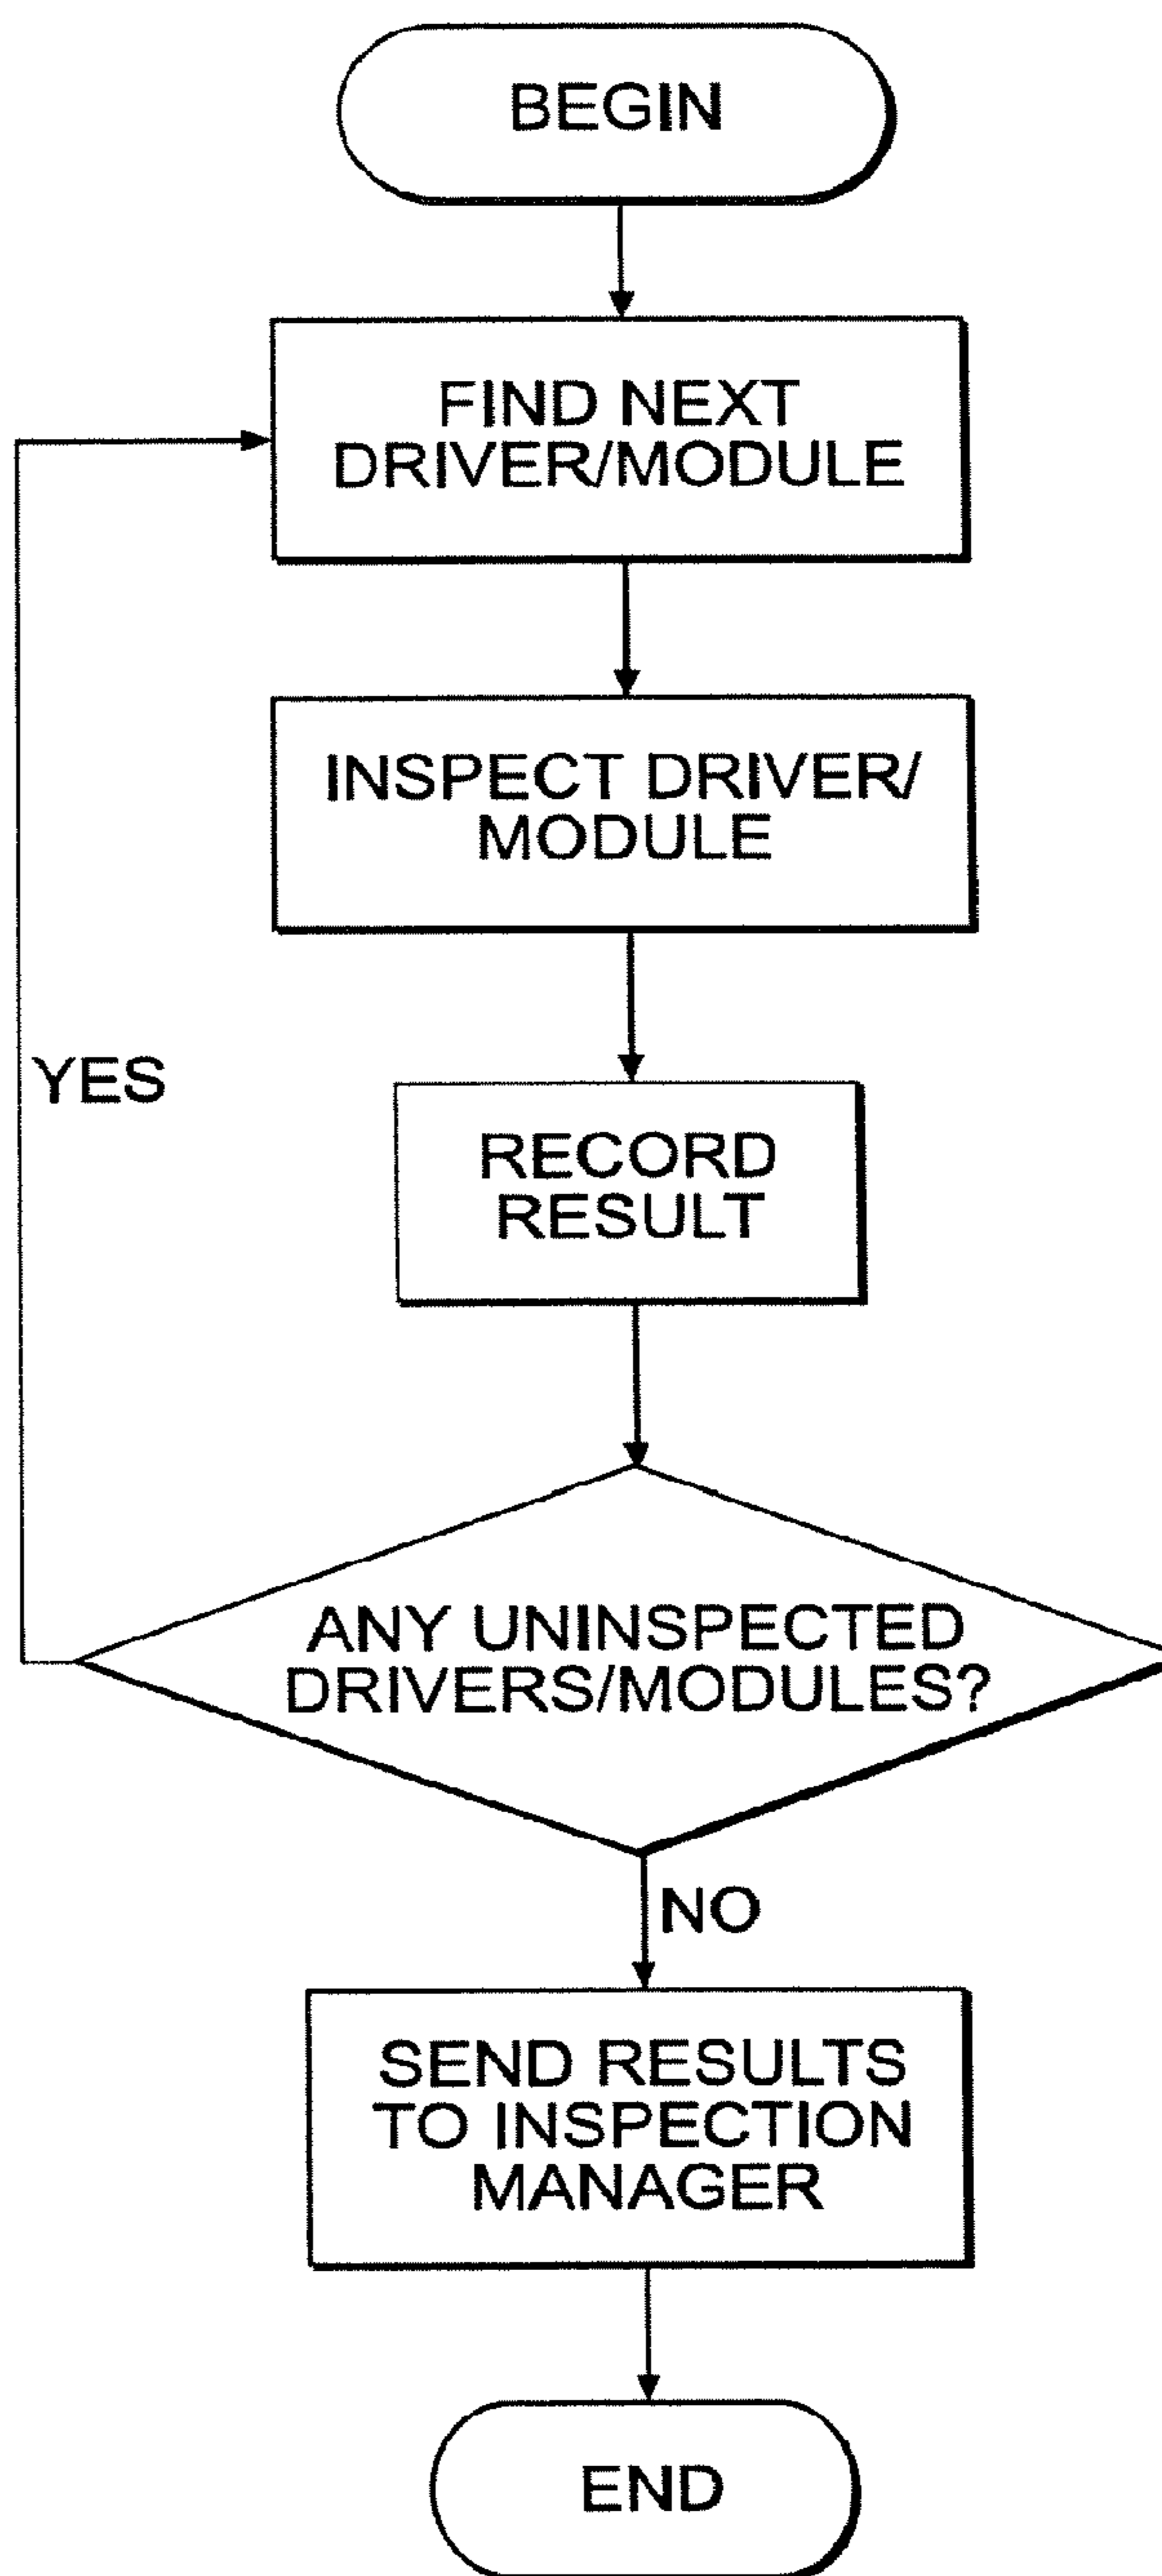 BEGIN
FIND NEXT
DRIVER/MODULE
INSPECT DRIVER/
MODULE
YES
RECORD
RESULT
ANY UNINSPECTED
DRIVERS/MODULES?
NO
SEND RESULTS
TO INSPECTION
MANAGER
END